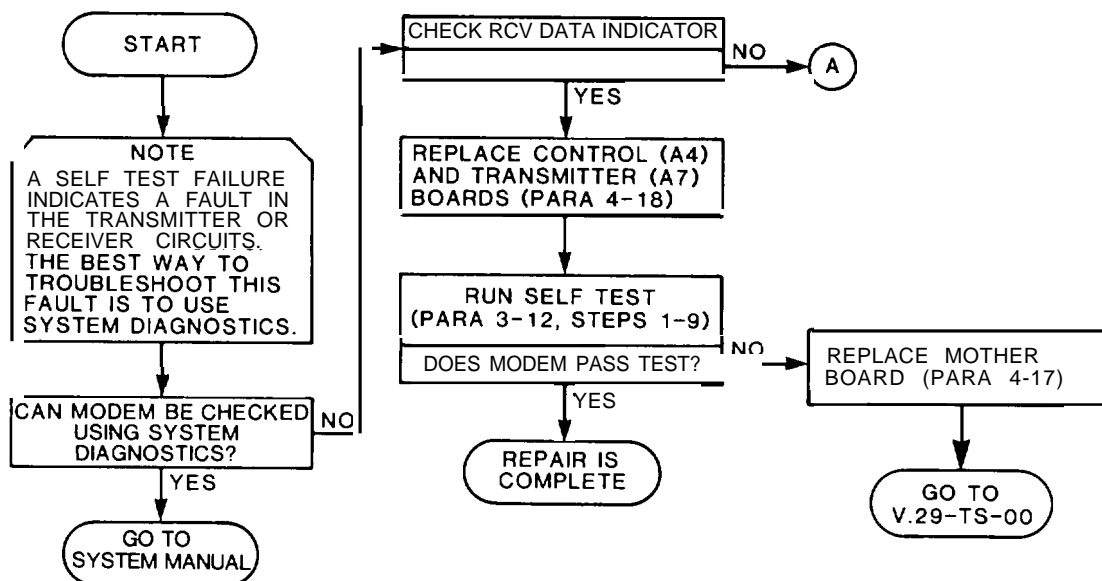 START
NOTE
A SELF TEST FAILURE
INDICATES A FAULT IN
THE TRANSMITTER OR
RECEIVER CIRCUITS.
THE BEST WAY TO
TROUBLESHOOT THIS
FAULT IS TO USE
SYSTEM DIAGNOSTICS.
CAN MODEM BE CHECKED
USING SYSTEM
DIAGNOSTICS?
NO
YES
GO TO
SYSTEM MANUAL
CHECK RCV DATA INDICATOR
NO
A
YES
REPLACE CONTROL (A4)
AND TRANSMITTER (A7)
BOARDS (PARA 4-18)
RUN SELF TEST
(PARA 3-12, STEPS 1-9)
DOES MODEM PASS TEST?
NO
YES
REPAIR IS
COMPLETE
REPLACE MOTHER
BOARD (PARA 4-17)
GO TO
V.29-TS-00